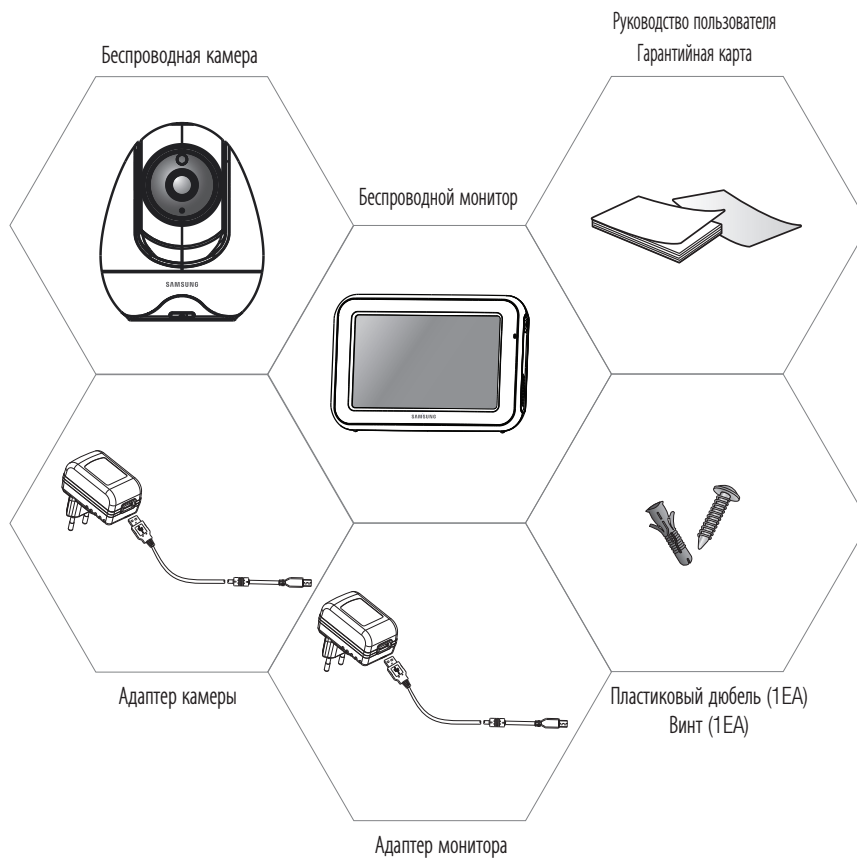 Руководство пользователя
Гарантийная карта
Беспроводная камера
SAMSUNG
Беспроводной монитор
SAMSUNG
Адаптер камеры
Пластиковый дюбель (1EA)
Винт (1EA)
Адаптер монитора